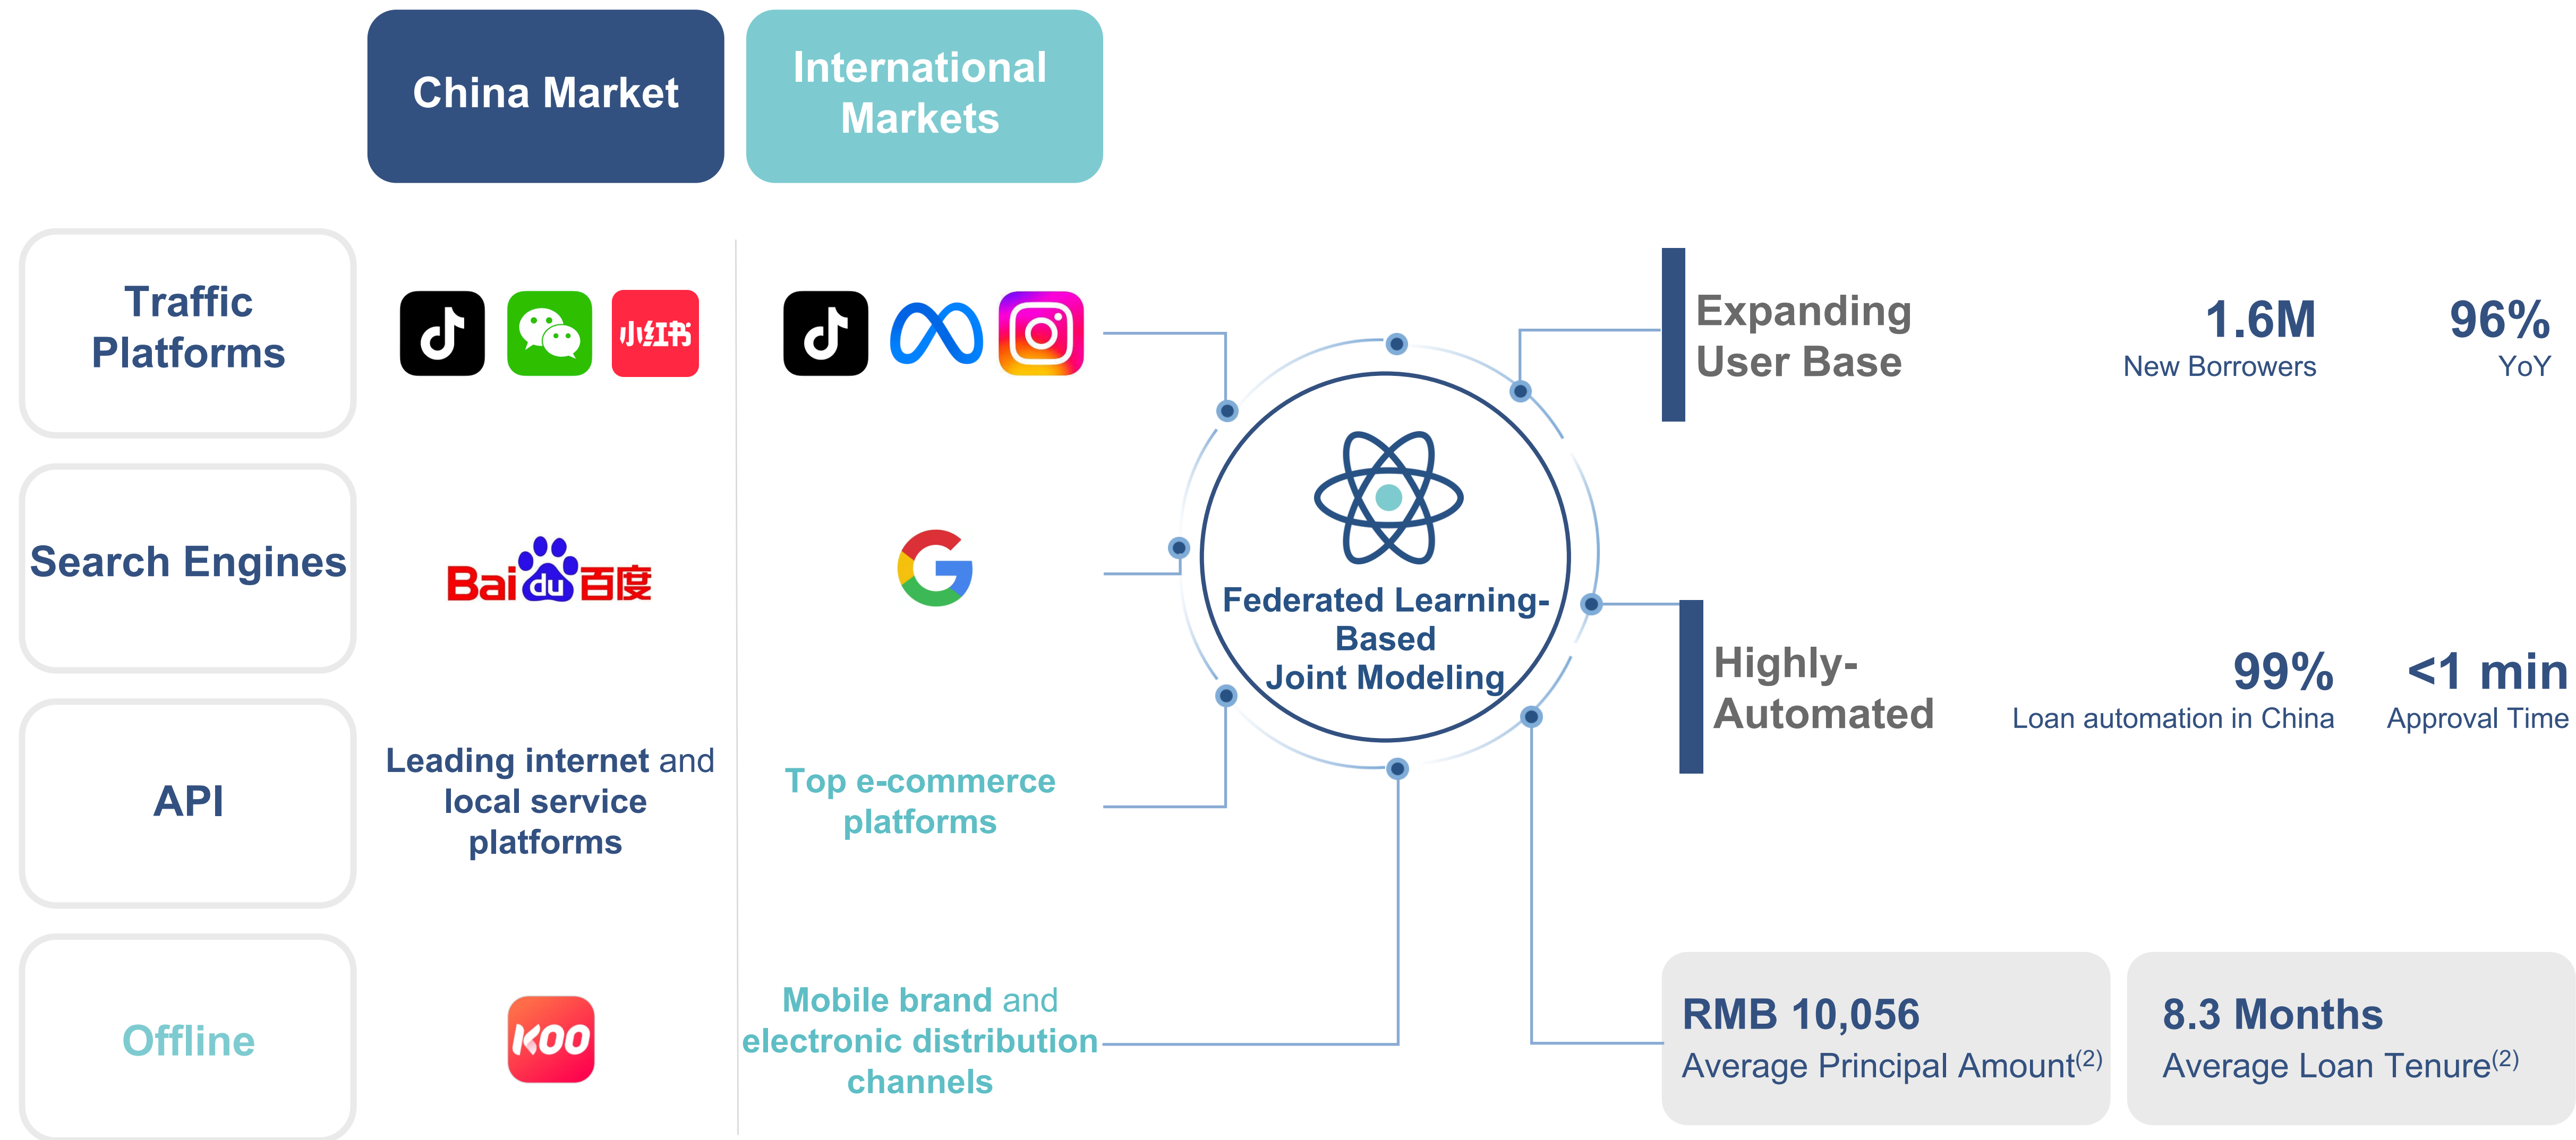 China Market
International
Markets
Traffic
Platforms
小红书
Expanding
User Base
1.6M
New Borrowers
96%
YoY
Search Engines
Bai du 百度
G
Federated Learning-
Based
Joint Modeling
Highly-
Automated
99%
Loan automation in China
<1 min
Approval Time
API
Leading internet and
local service
platforms
Top e-commerce
platforms
Offline
KOO
Mobile brand and
electronic distribution
channels
RMB 10,056
Average Principal Amount(2)
8.3 Months
Average Loan Tenure(2)